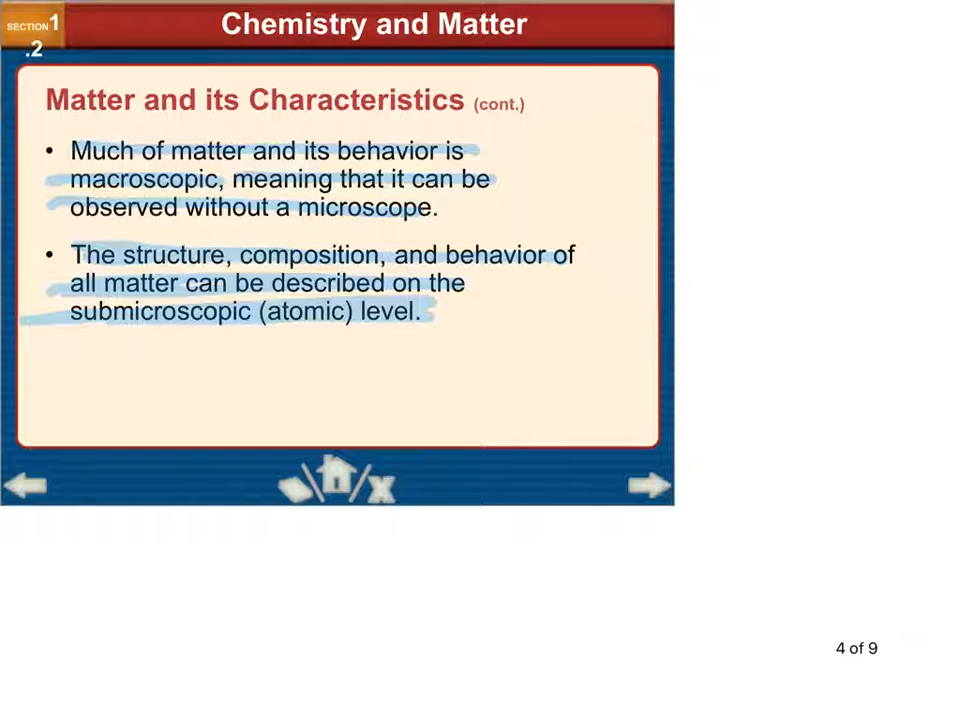 SECTION 1
.2
Chemistry and Matter
Matter and its Characteristics (cont.)
• Much of matter and its behavior is
macroscopic, meaning that it can be
observed without a microscope.
• The structure, composition, and behavior of
all matter can be described on the
submicroscopic (atomic) level.
4 of 9